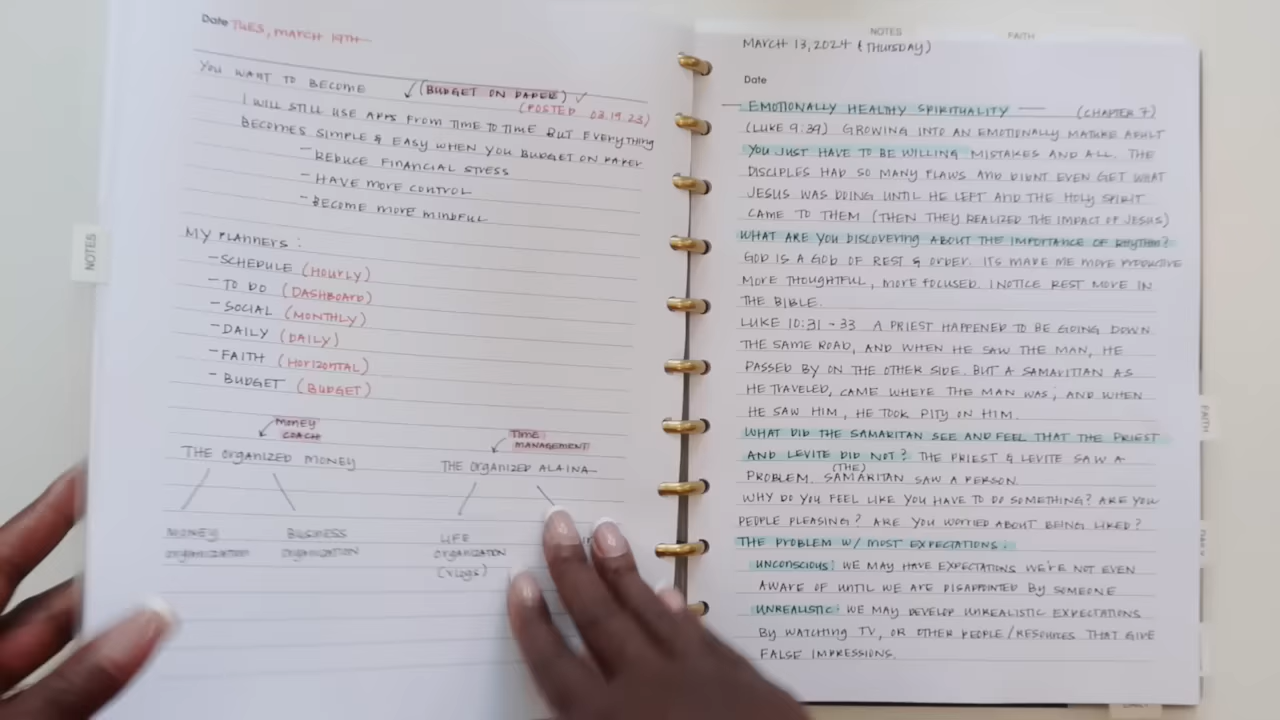 Date TUES, MARCH 19TH
YOU WANT TO BECOME (BUDGET ON PAPER) ✓
(POSTED 03.19.23)
I WILL STILL USE APPS FROM TIME TO TIME BUT EVERYTHING
BECOMES SIMPLE & EASY WHEN YOU BUDGET ON PAPER
- REDUCE FINANCIAL STRESS
- HAVE MORE CONTROL
- BECOME MORE MINDFUL
MY PLANNERS:
- SCHEDULE (HOURLY)
- TO DO (DASHBOARD)
- SOCIAL (MONTHLY)
- DAILY (DAILY)
- FAITH (HORIZONTAL)
- BUDGET (BUDGET)
MONEY
COACH
THE ORGANIZED MONEY
MONEY
ORGANIZATION
BUSINESS
ORGANIZATION
TIME
MANAGEMENT
THE ORGANIZED ALAINA
LIFE
ORGANIZATION
(VLOGS)
NOTES
NOTES
FAITH
MARCH 13, 2024 (THURSDAY)
Date
EMOTIONALLY HEALTHY SPIRITUALITY (CHAPTER 7)
(LUKE 9:39) GROWING INTO AN EMOTIONALLY MATURE ADULT
YOU JUST HAVE TO BE WILLING MISTAKES AND ALL. THE
DISCIPLES HAD SO MANY FLAWS AND DIDNT EVEN GET WHAT
JESUS WAS DOING UNTIL HE LEFT AND THE HOLY SPIRIT
CAME TO THEM (THEN THEY REALIZED THE IMPACT OF JESUS)
WHAT ARE YOU DISCOVERING ABOUT THE IMPORTANCE OF RHYTHM?
GOD IS A GOD OF REST & ORDER. ITS MAKE ME MORE PRODUCTIVE
MORE THOUGHTFUL, MORE FOCUSED. I NOTICE REST MORE IN
THE BIBLE.
LUKE 10:31-33 A PRIEST HAPPENED TO BE GOING DOWN
THE SAME ROAD, AND WHEN HE SAW THE MAN, HE
PASSED BY ON THE OTHER SIDE. BUT A SAMARITIAN AS
HE TRAVELED, CAME WHERE THE MAN WAS; AND WHEN
HE SAW HIM, HE TOOK PITY ON HIM.
WHAT DID THE SAMARITAN SEE AND FEEL THAT THE PRIEST
AND LEVITE DID NOT? THE PRIEST & LEVITE SAW A
PROBLEM. (THE) SAMARITAN SAW A PERSON.
WHY DO YOU FEEL LIKE YOU HAVE TO DO SOMETHING? ARE YOU
PEOPLE PLEASING? ARE YOU WORRIED ABOUT BEING LIKED?
THE PROBLEM W/ MOST EXPECTATIONS:
UNCONSCIOUS: WE MAY HAVE EXPECTATIONS WE'RE NOT EVEN
AWARE OF UNTIL WE ARE DISAPPOINTED BY SOMEONE
UNREALISTIC: WE MAY DEVELOP UNREALISTIC EXPECTATIONS
BY WATCHING TV, OR OTHER PEOPLE/RESOURCES THAT GIVE
FALSE IMPRESSIONS.
FAITH